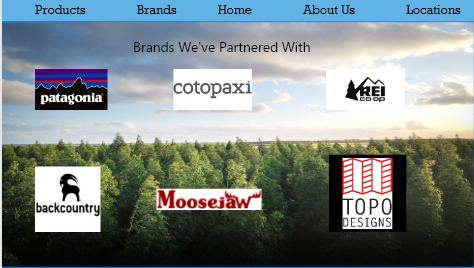 Products Brands Home About Us Locations
Brands We've Partnered With
patagonia
cotopaxi
REI
co-op
backcountry
Moosejaw
TOPO
DESIGNS